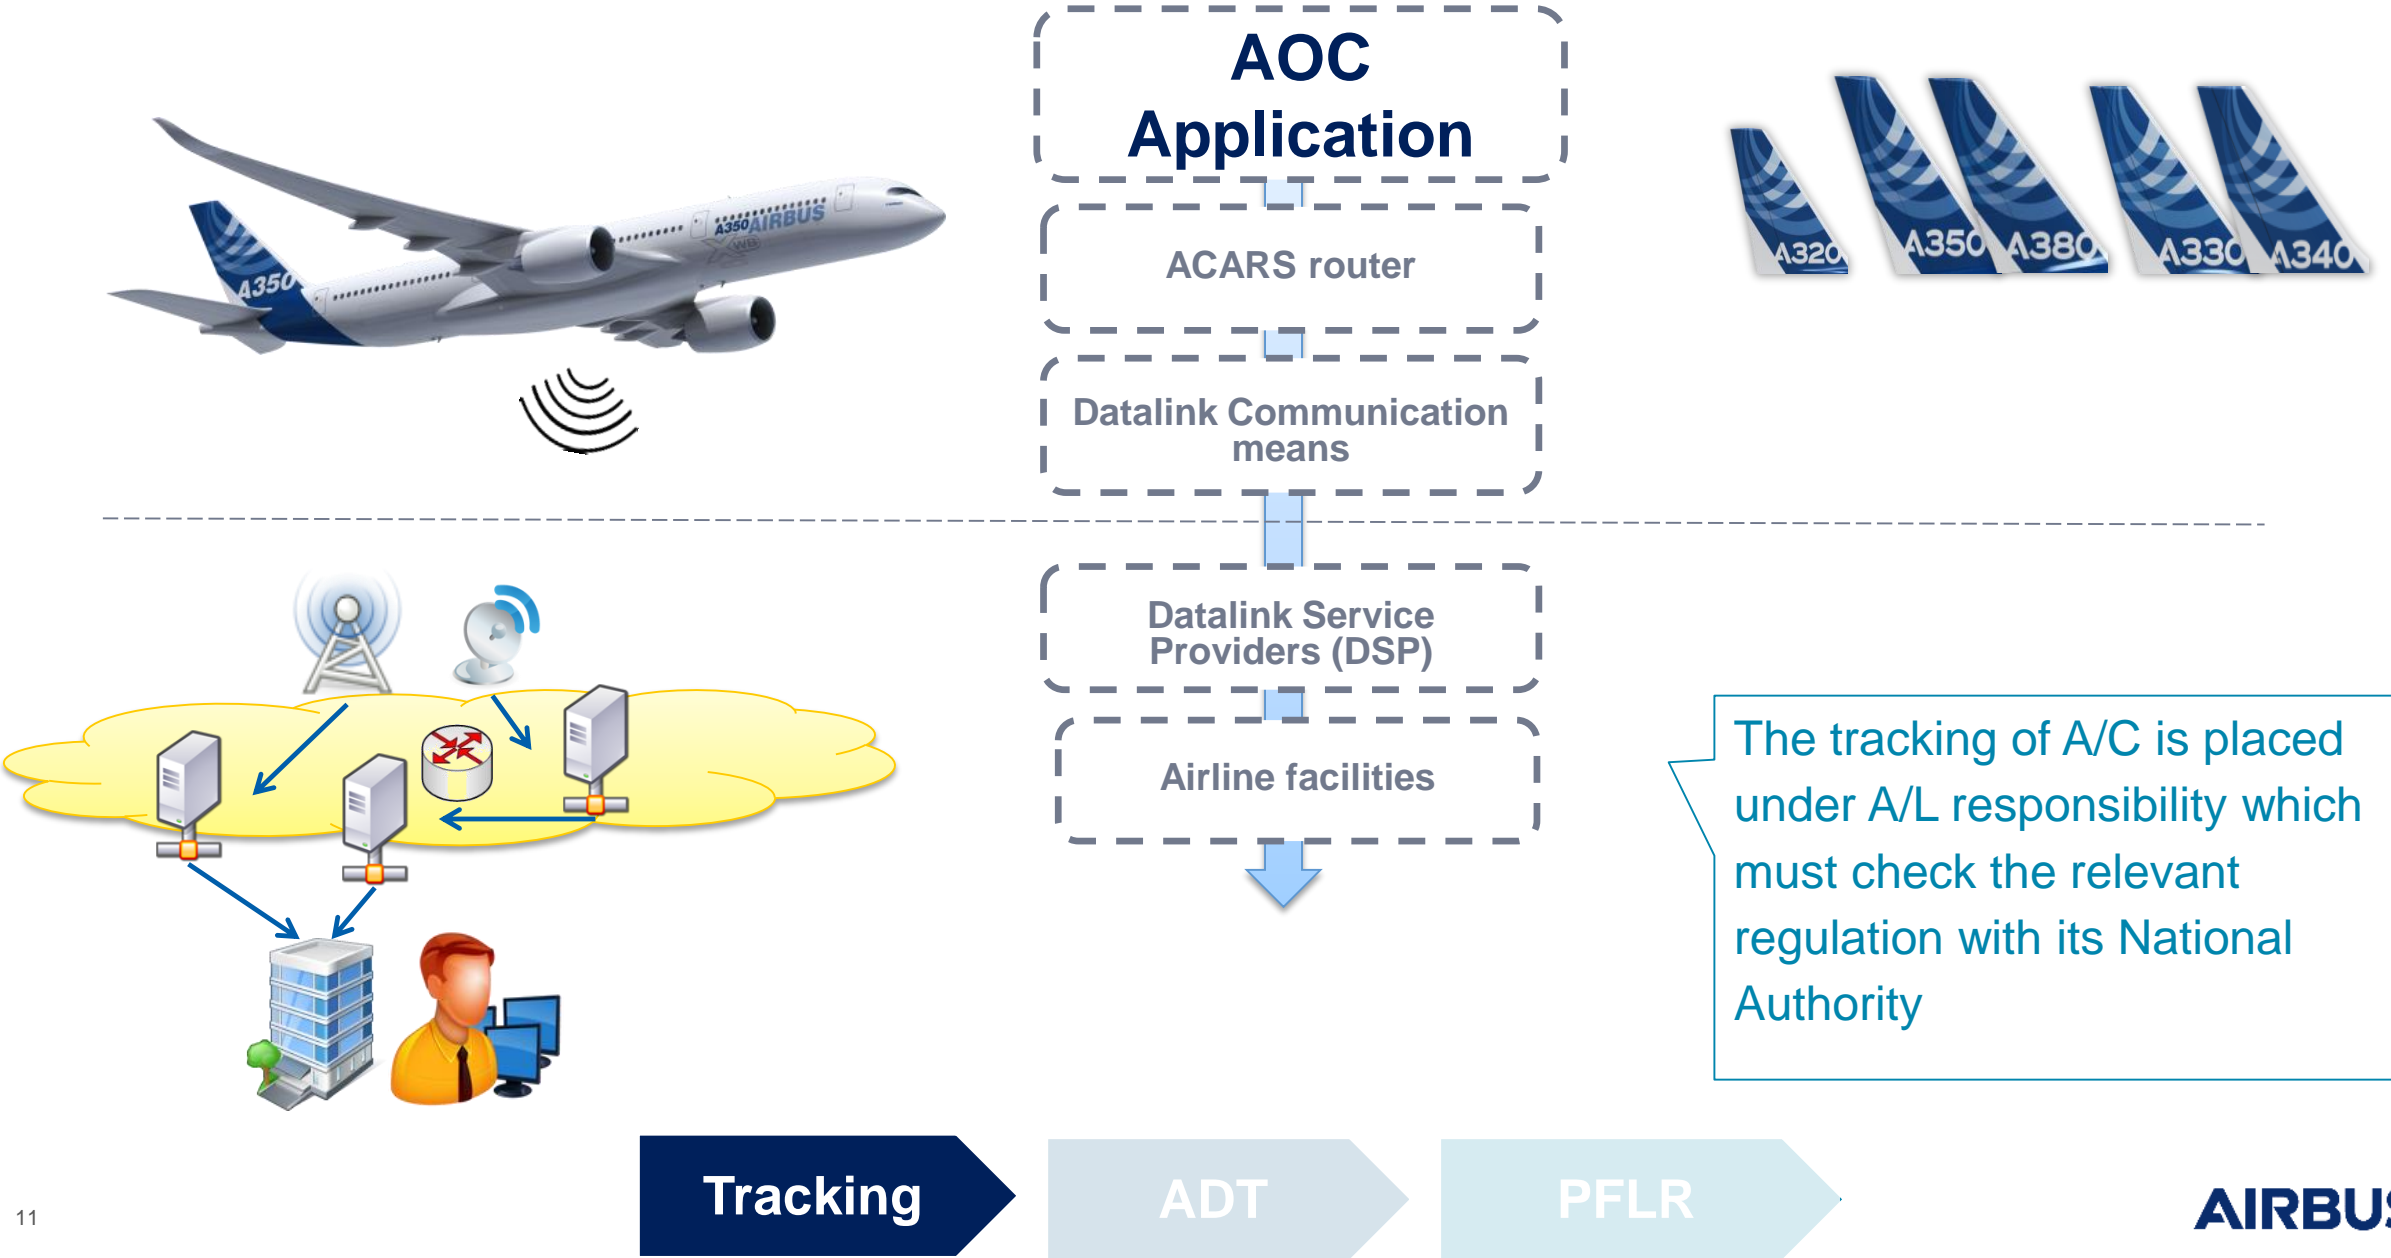 AOC
Application
ACARS router
Datalink Communication
means
Datalink Service
Providers (DSP)
Airline facilities
A350 AIRBUS
XWB
A350
A320
A350
A380
A330
A340
The tracking of A/C is placed
under A/L responsibility which
must check the relevant
regulation with its National
Authority
Tracking
ADT
PFLR
11
AIRBUS